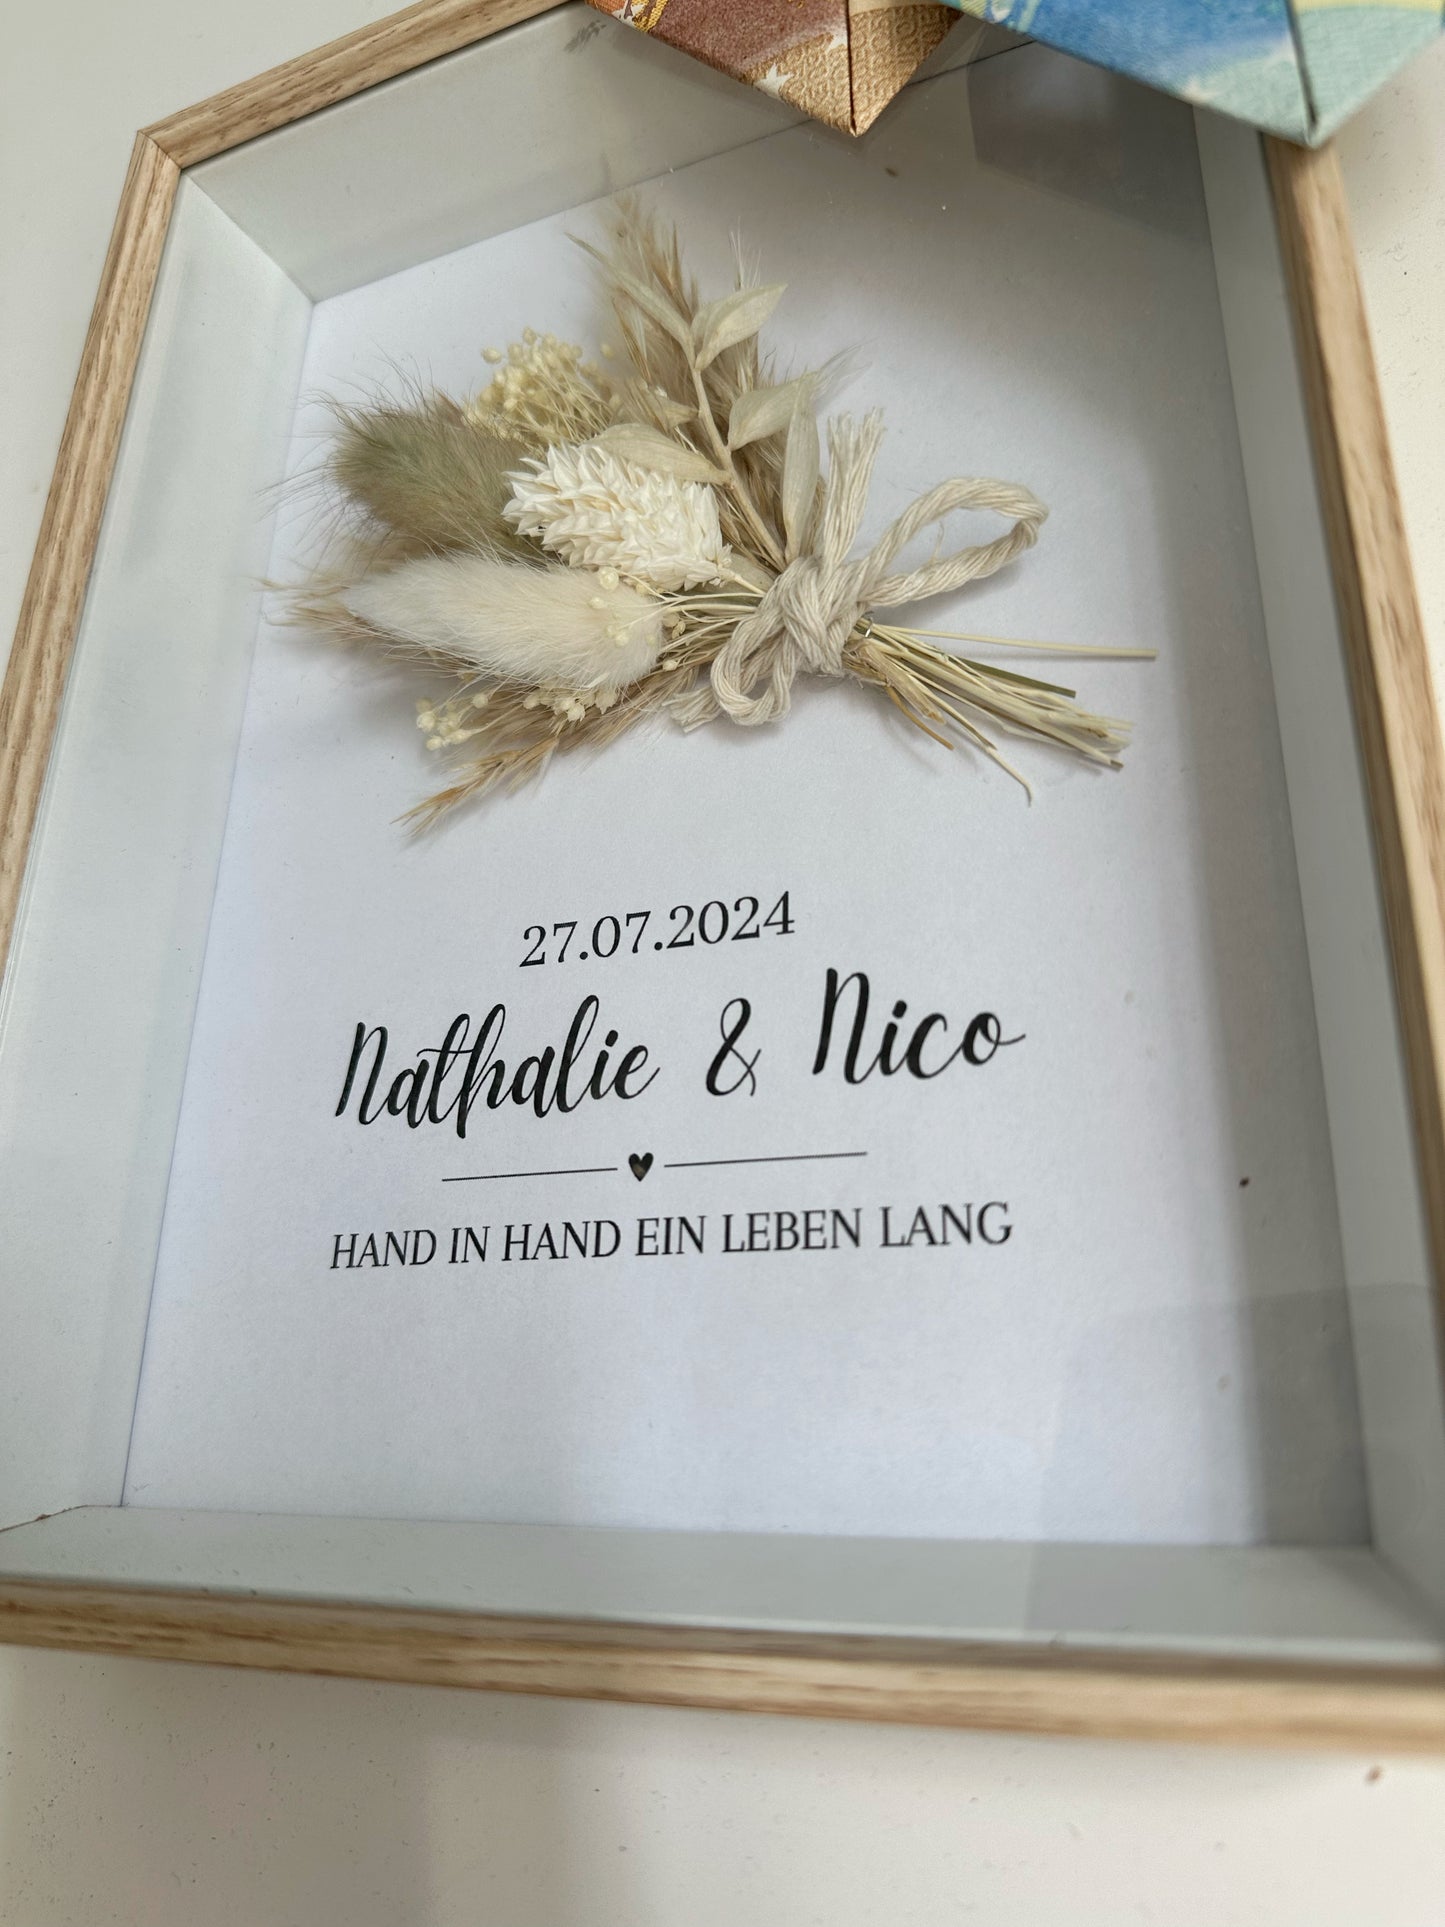 27.07.2024
Nathalie & Nico
HAND IN HAND EIN LEBEN LANG